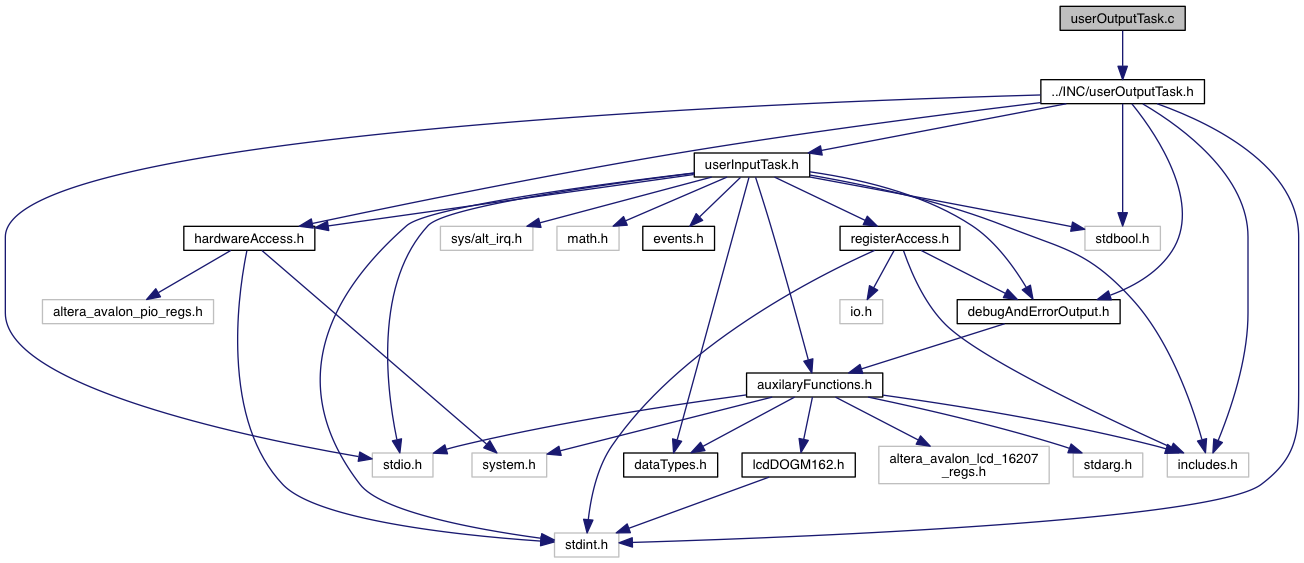 userOutputTask.c
../INC/userOutputTask.h
userInputTask.h
hardwareAccess.h
sys/alt_irq.h
math.h
events.h
registerAccess.h
stdbool.h
altera_avalon_pio_regs.h
io.h
debugAndErrorOutput.h
auxilaryFunctions.h
stdio.h
system.h
dataTypes.h
lcdDOGM162.h
altera_avalon_lcd_16207
_regs.h
stdarg.h
includes.h
stdint.h